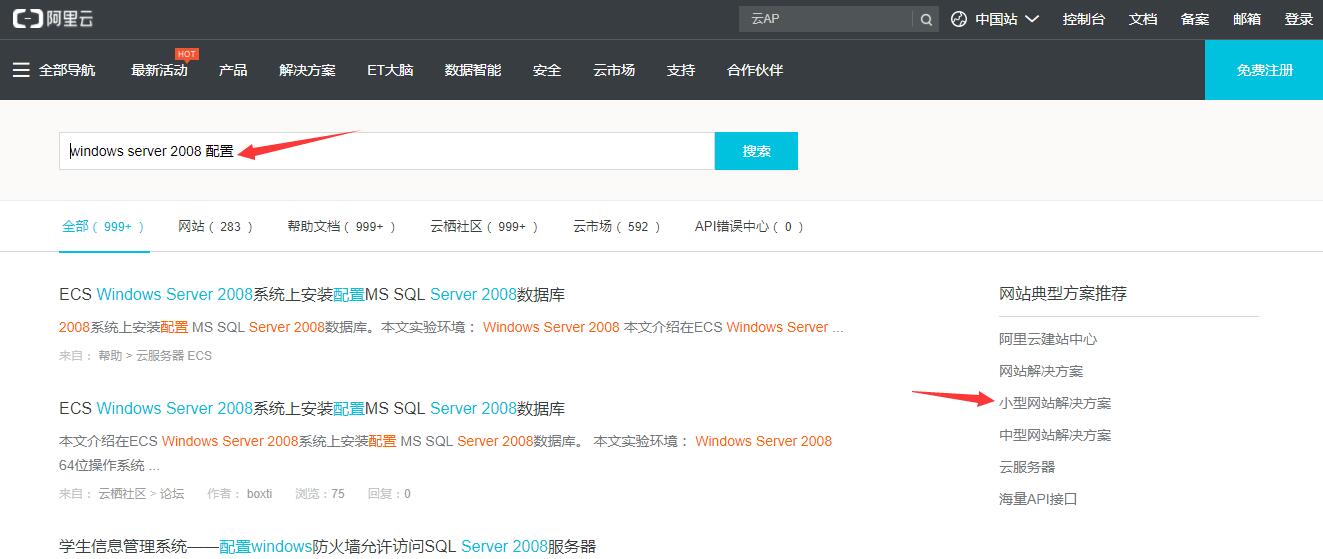 阿里云 云AP 中国站 控制台 文档 备案 邮箱 登录
HOT
全部导航 最新活动 产品 解决方案 ET大脑 数据智能 安全 云市场 支持 合作伙伴 免费注册
windows server 2008 配置 搜索
全部（ 999+ ） 网站（ 283 ） 帮助文档（ 999+ ） 云栖社区（ 999+ ） 云市场（ 592 ） API错误中心（ 0 ）
ECS Windows Server 2008系统上安装配置MS SQL Server 2008数据库
2008系统上安装配置 MS SQL Server 2008数据库。本文实验环境： Windows Server 2008 本文介绍在ECS Windows Server ...
来自： 帮助 > 云服务器 ECS
ECS Windows Server 2008系统上安装配置MS SQL Server 2008数据库
本文介绍在ECS Windows Server 2008系统上安装配置 MS SQL Server 2008数据库。 本文实验环境： Windows Server 2008
64位操作系统 ...
来自： 云栖社区 > 论坛 作者： boxti 浏览：75 回复：0
学生信息管理系统——配置windows防火墙允许访问SQL Server 2008服务器
网站典型方案推荐
阿里云建站中心
网站解决方案
小型网站解决方案
中型网站解决方案
云服务器
海量API接口